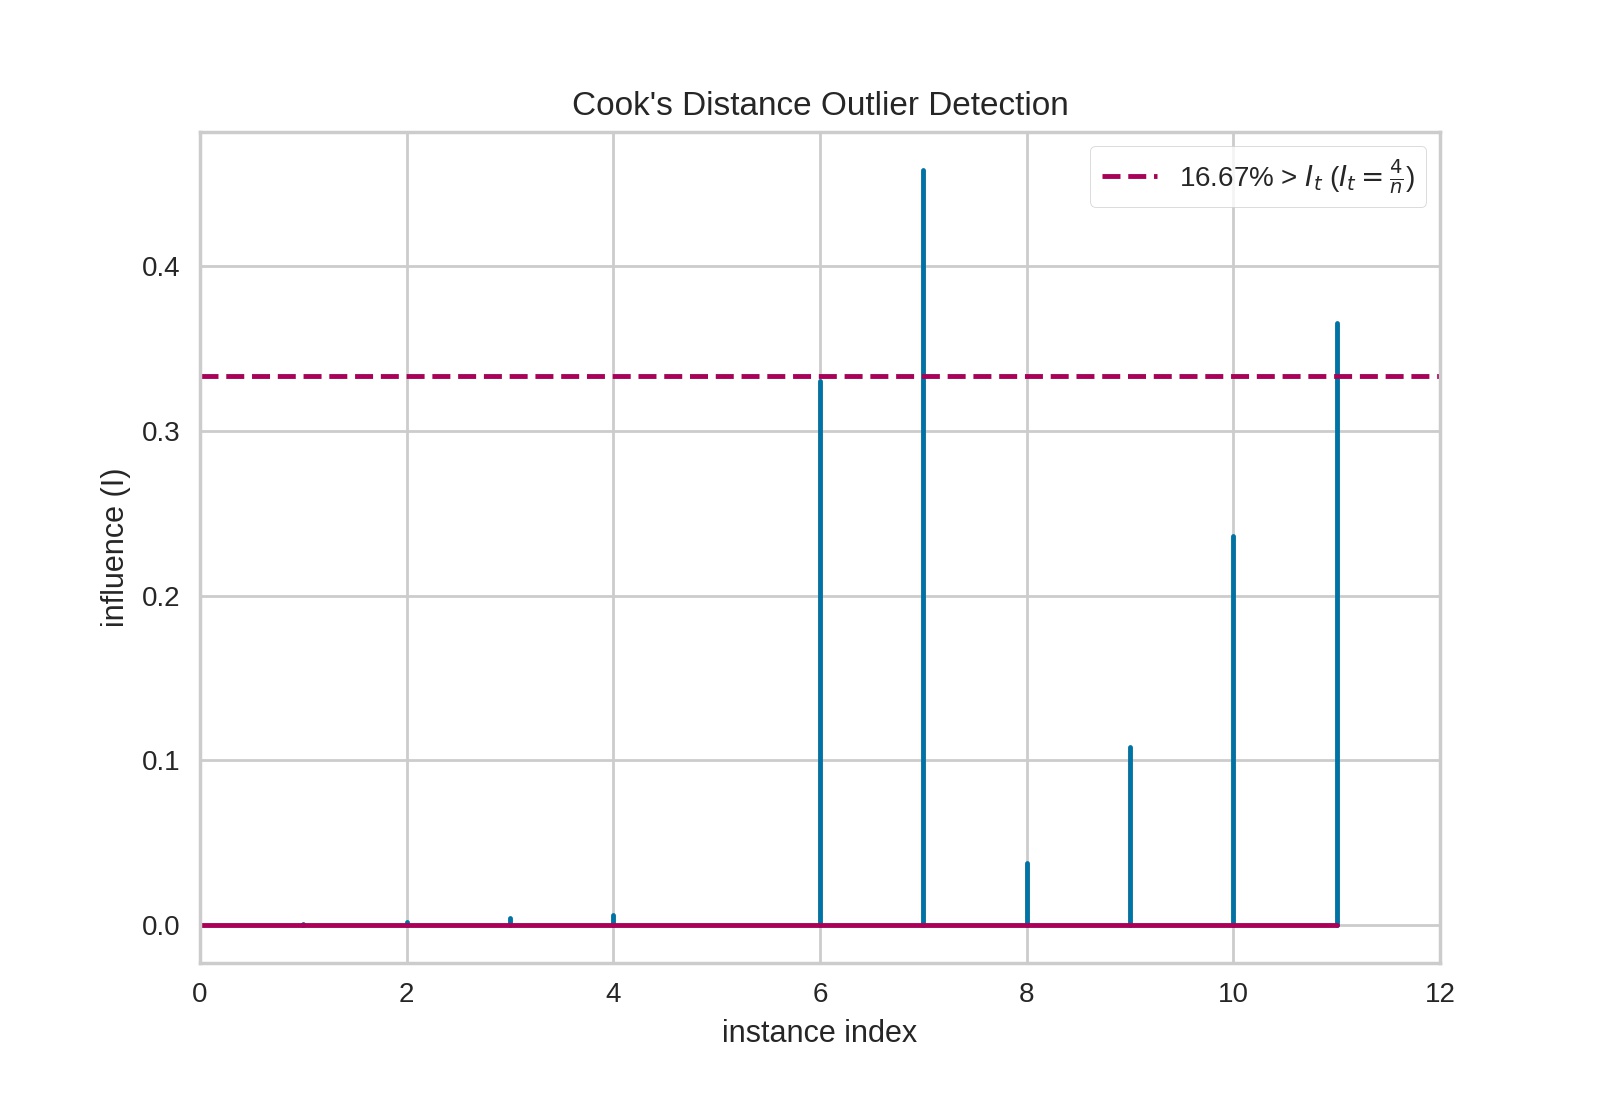 Cook's Distance Outlier Detection
16.67% > I_t (I_t = 4/n)
0.4
0.3
0.2
0.1
0.0
influence (I)
0 2 4 6 8 10 12
instance index